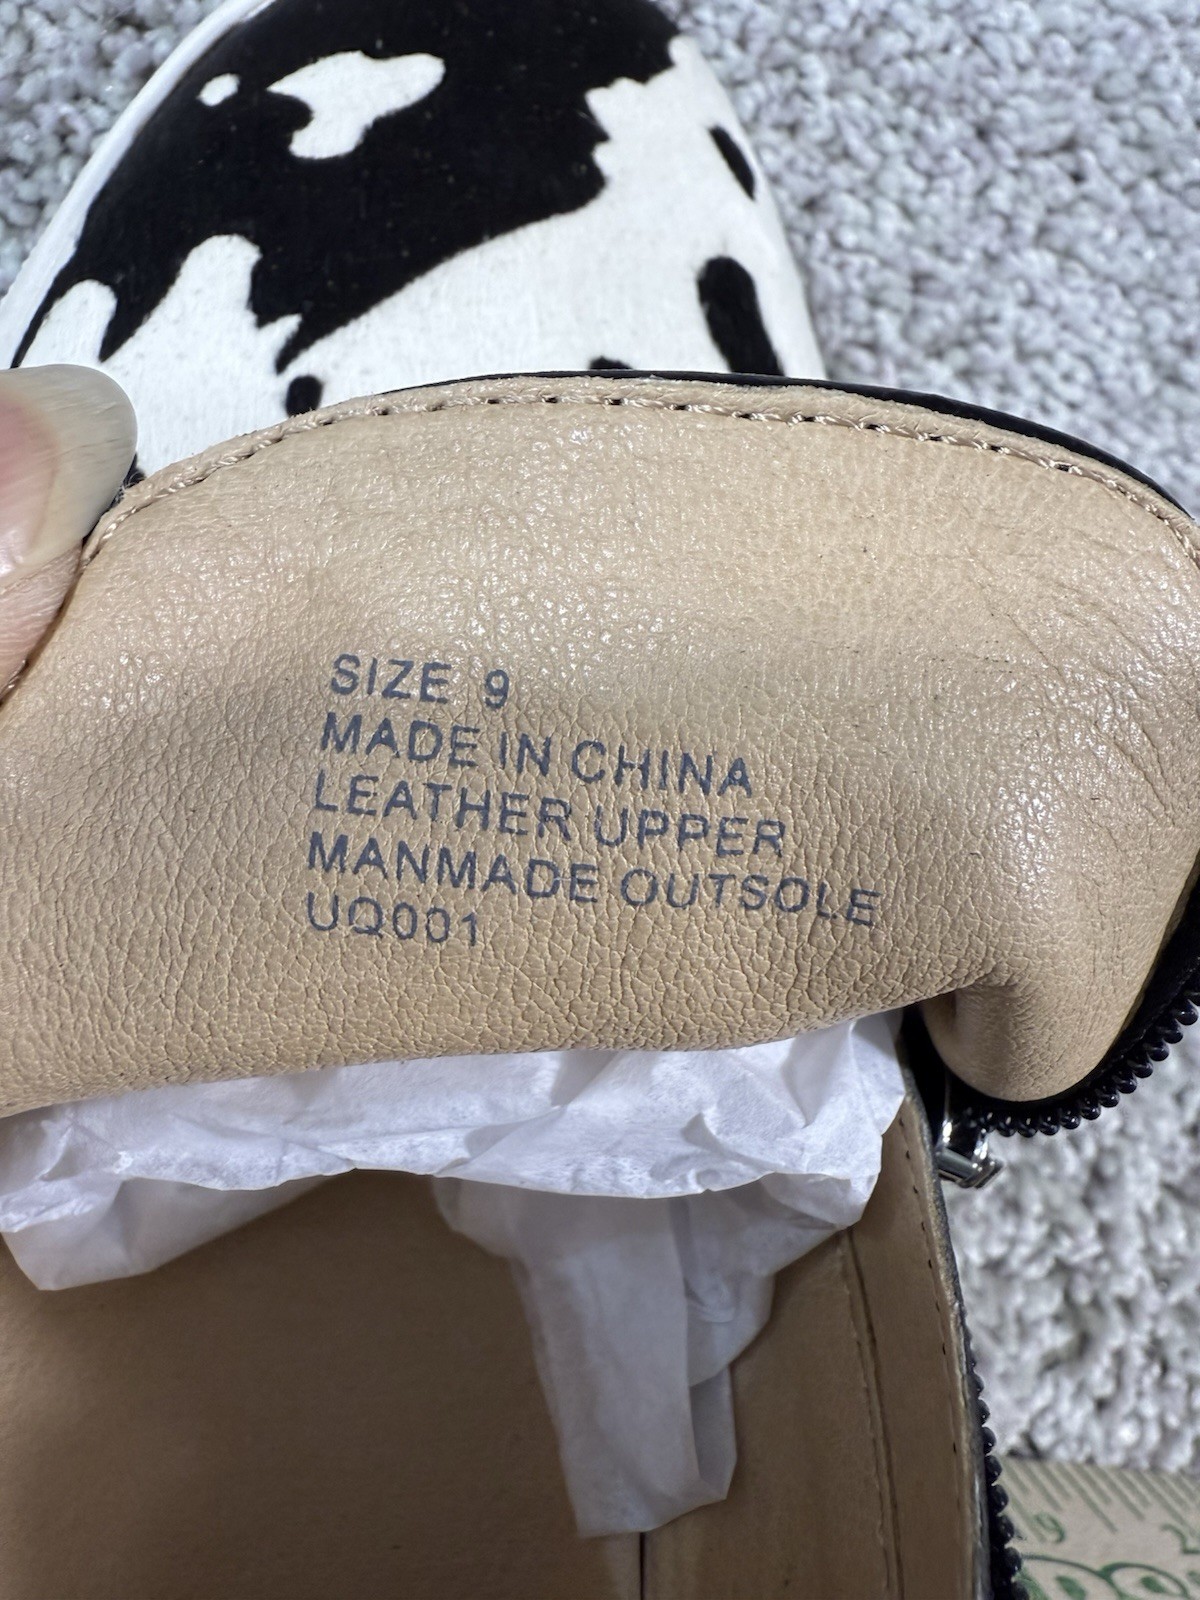 SIZE 9
MADE IN CHINA
LEATHER UPPER
MANMADE OUTSOLE
UQ001